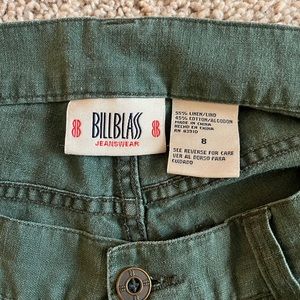 BILLBLASS
JEANSWEAR
55% LINEN/LINO
45% COTTON/ALGODON
MADE IN CHINA
HECHO EN CHINA
RN 83910
8
SEE REVERSE FOR CARE
VER AL DORSO PARA
CUIDADO